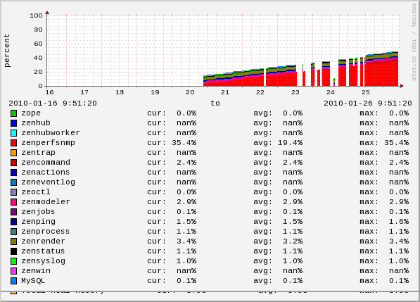 percent
100
80
60
40
20
0
16 17 18 19 20 21 22 23 24 25
2010-01-16 9:51:20 to 2010-01-26 9:51:20
zope cur: 0.0% avg: 0.0% max: 0.0%
zenhub cur: nan% avg: nan% max: nan%
zenhubworker cur: nan% avg: nan% max: nan%
zenperfsnmp cur: 35.4% avg: 19.4% max: 35.4%
zentrap cur: nan% avg: nan% max: nan%
zencommand cur: 2.4% avg: 2.4% max: 2.4%
zenactions cur: nan% avg: nan% max: nan%
zeneventlog cur: nan% avg: nan% max: nan%
zeoctl cur: 0.0% avg: 0.0% max: 0.0%
zenmodeler cur: 2.9% avg: 2.9% max: 2.9%
zenjobs cur: 0.1% avg: 0.1% max: 0.1%
zenping cur: 1.5% avg: 1.5% max: 1.6%
zenprocess cur: 1.1% avg: 1.1% max: 1.1%
zenrender cur: 3.4% avg: 3.2% max: 3.4%
zenstatus cur: 1.1% avg: 1.1% max: 1.1%
zensyslog cur: 1.0% avg: 1.0% max: 1.0%
zenwin cur: nan% avg: nan% max: nan%
MySQL cur: 0.1% avg: 0.1% max: 0.1%